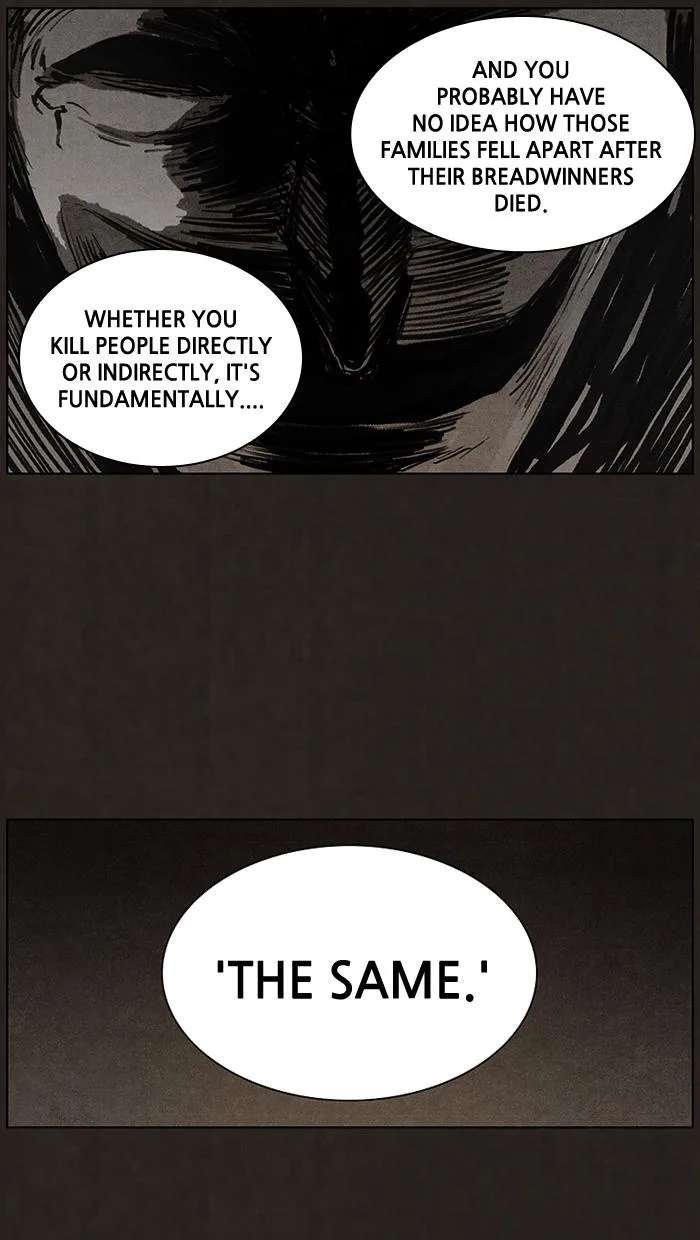 AND YOU
PROBABLY HAVE
NO IDEA HOW THOSE
FAMILIES FELL APART AFTER
THEIR BREADWINNERS
DIED.
WHETHER YOU
KILL PEOPLE DIRECTLY
OR INDIRECTLY, IT'S
FUNDAMENTALLY....
'THE SAME.'